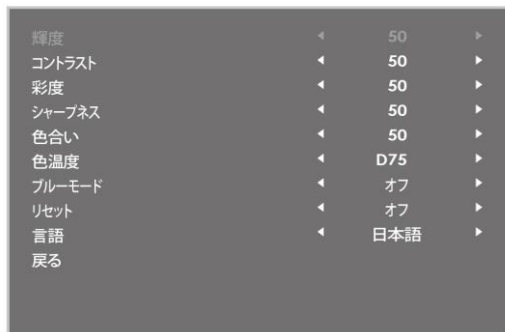 輝度 ◀ 50 ▶
コントラスト ◀ 50 ▶
彩度 ◀ 50 ▶
シャープネス ◀ 50 ▶
色合い ◀ 50 ▶
色温度 ◀ D75 ▶
ブルーモード ◀ オフ ▶
リセット ◀ オフ ▶
言語 ◀ 日本語 ▶
戻る